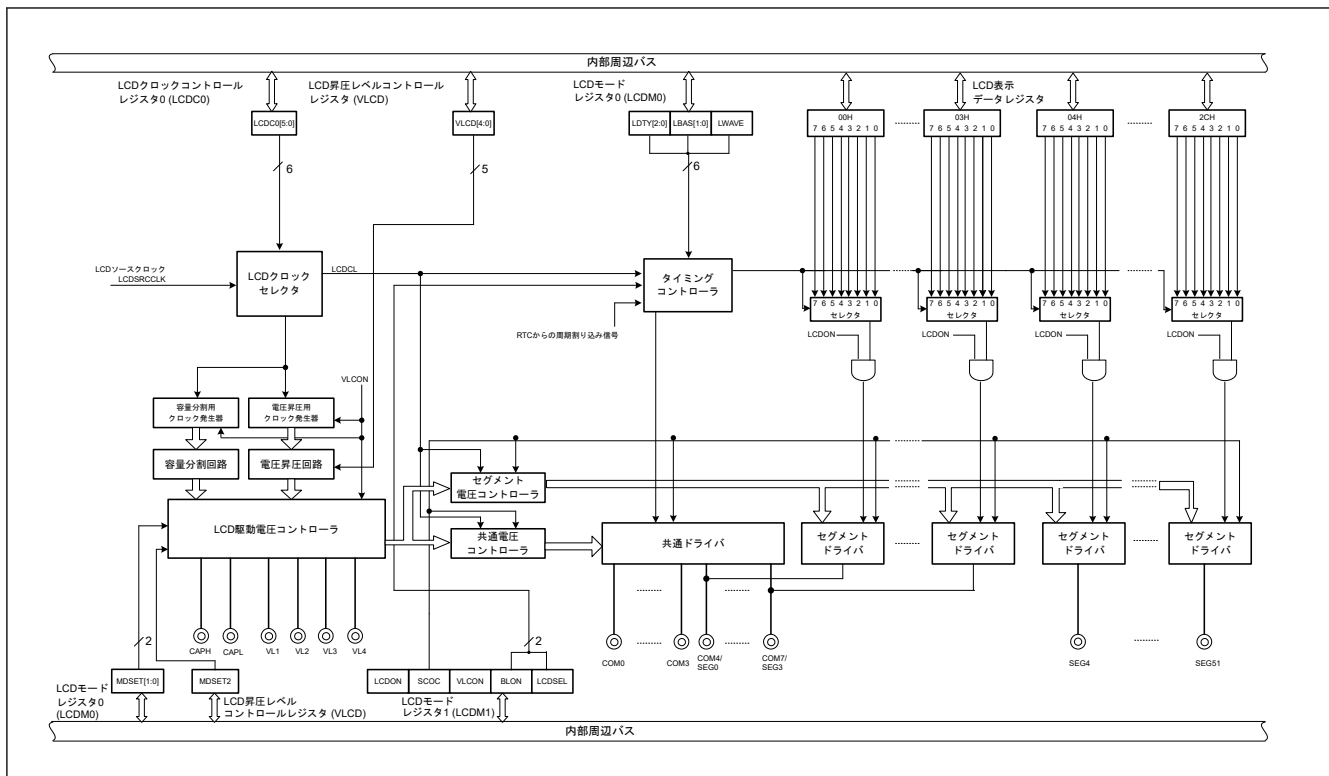 内部周辺バス
LCDクロックコントロール
レジスタ0 (LCDC0)
LCD昇圧レベルコントロール
レジスタ (VLCD)
LCDモード
レジスタ0 (LCDM0)
LCD表示
データレジスタ
LCDC0[5:0]
VLCD[4:0]
LDTY[2:0]
LBAS[1:0]
LWAVE
00H
7 6 5 4 3 2 1 0
03H
7 6 5 4 3 2 1 0
04H
7 6 5 4 3 2 1 0
2CH
7 6 5 4 3 2 1 0
6
5
6
LCDソースクロック
LCDSRCCLK
LCDクロック
セレクタ
LCDCL
タイミング
コントローラ
RTCからの周期割り込み信号
7 6 5 4 3 2 1 0
セレクタ
7 6 5 4 3 2 1 0
セレクタ
7 6 5 4 3 2 1 0
セレクタ
7 6 5 4 3 2 1 0
セレクタ
LCDON
LCDON
LCDON
LCDON
VLCON
容量分割用
クロック発生器
電圧昇圧用
クロック発生器
容量分割回路
電圧昇圧回路
セグメント
電圧コントローラ
LCD駆動電圧コントローラ
共通電圧
コントローラ
共通ドライバ
セグメント
ドライバ
セグメント
ドライバ
セグメント
ドライバ
セグメント
ドライバ
2
CAPH
CAPL
VL1
VL2
VL3
VL4
2
COM0
COM3
COM4/
SEG0
COM7/
SEG3
SEG4
SEG51
LCDモード
レジスタ0
(LCDM0)
MDSET[1:0]
MDSET2
LCD昇圧レベル
コントロールレジスタ (VLCD)
LCDON
SCOC
VLCON
BLON
LCDSEL
LCDモード
レジスタ1 (LCDM1)
内部周辺バス